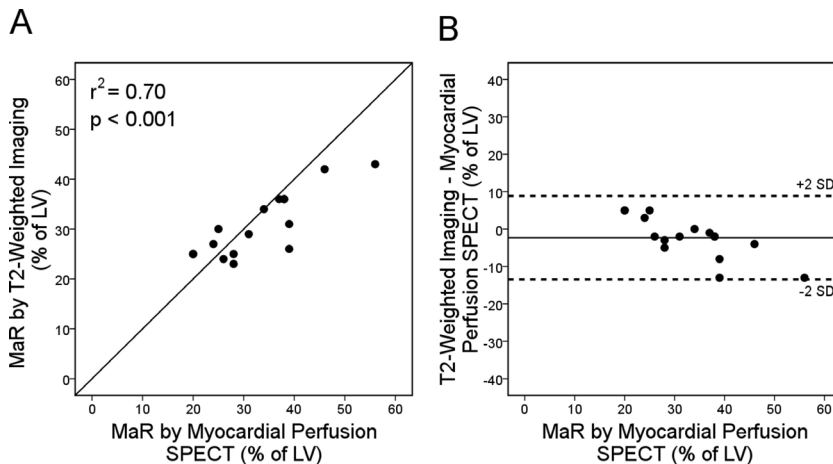 A
r² = 0.70
p < 0.001
60
50
40
30
20
10
0
MaR by T2-Weighted Imaging
(% of LV)
0 10 20 30 40 50 60
MaR by Myocardial Perfusion
SPECT (% of LV)
B
40
30
20
10
0
-10
-20
-30
-40
T2-Weighted Imaging - Myocardial
Perfusion SPECT (% of LV)
+2 SD
-2 SD
0 10 20 30 40 50 60
MaR by Myocardial Perfusion
SPECT (% of LV)